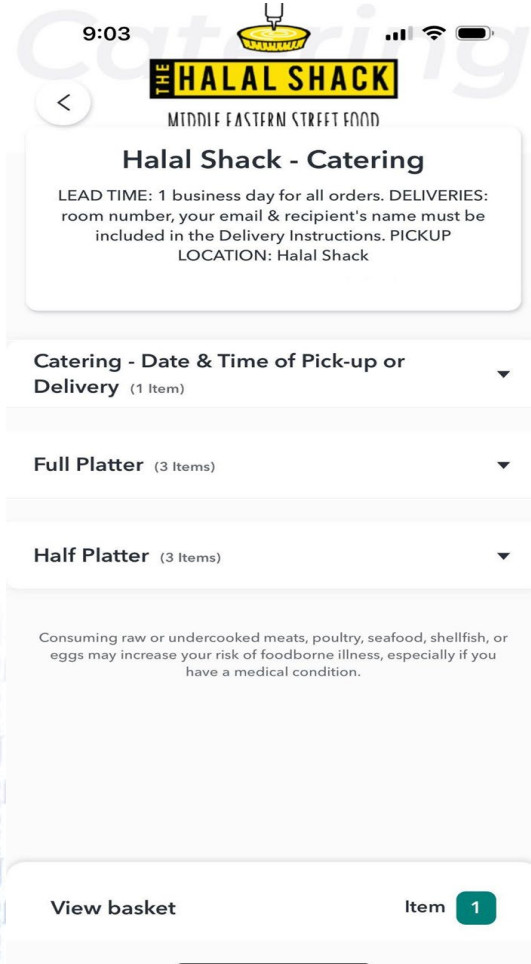 Catering
9:03
THE HALAL SHACK
MIDDLE EASTERN STREET FOOD
Halal Shack - Catering
LEAD TIME: 1 business day for all orders. DELIVERIES:
room number, your email & recipient's name must be
included in the Delivery Instructions. PICKUP
LOCATION: Halal Shack
Catering - Date & Time of Pick-up or
Delivery (1 Item)
Full Platter (3 Items)
Half Platter (3 Items)
Consuming raw or undercooked meats, poultry, seafood, shellfish, or
eggs may increase your risk of foodborne illness, especially if you
have a medical condition.
View basket Item 1